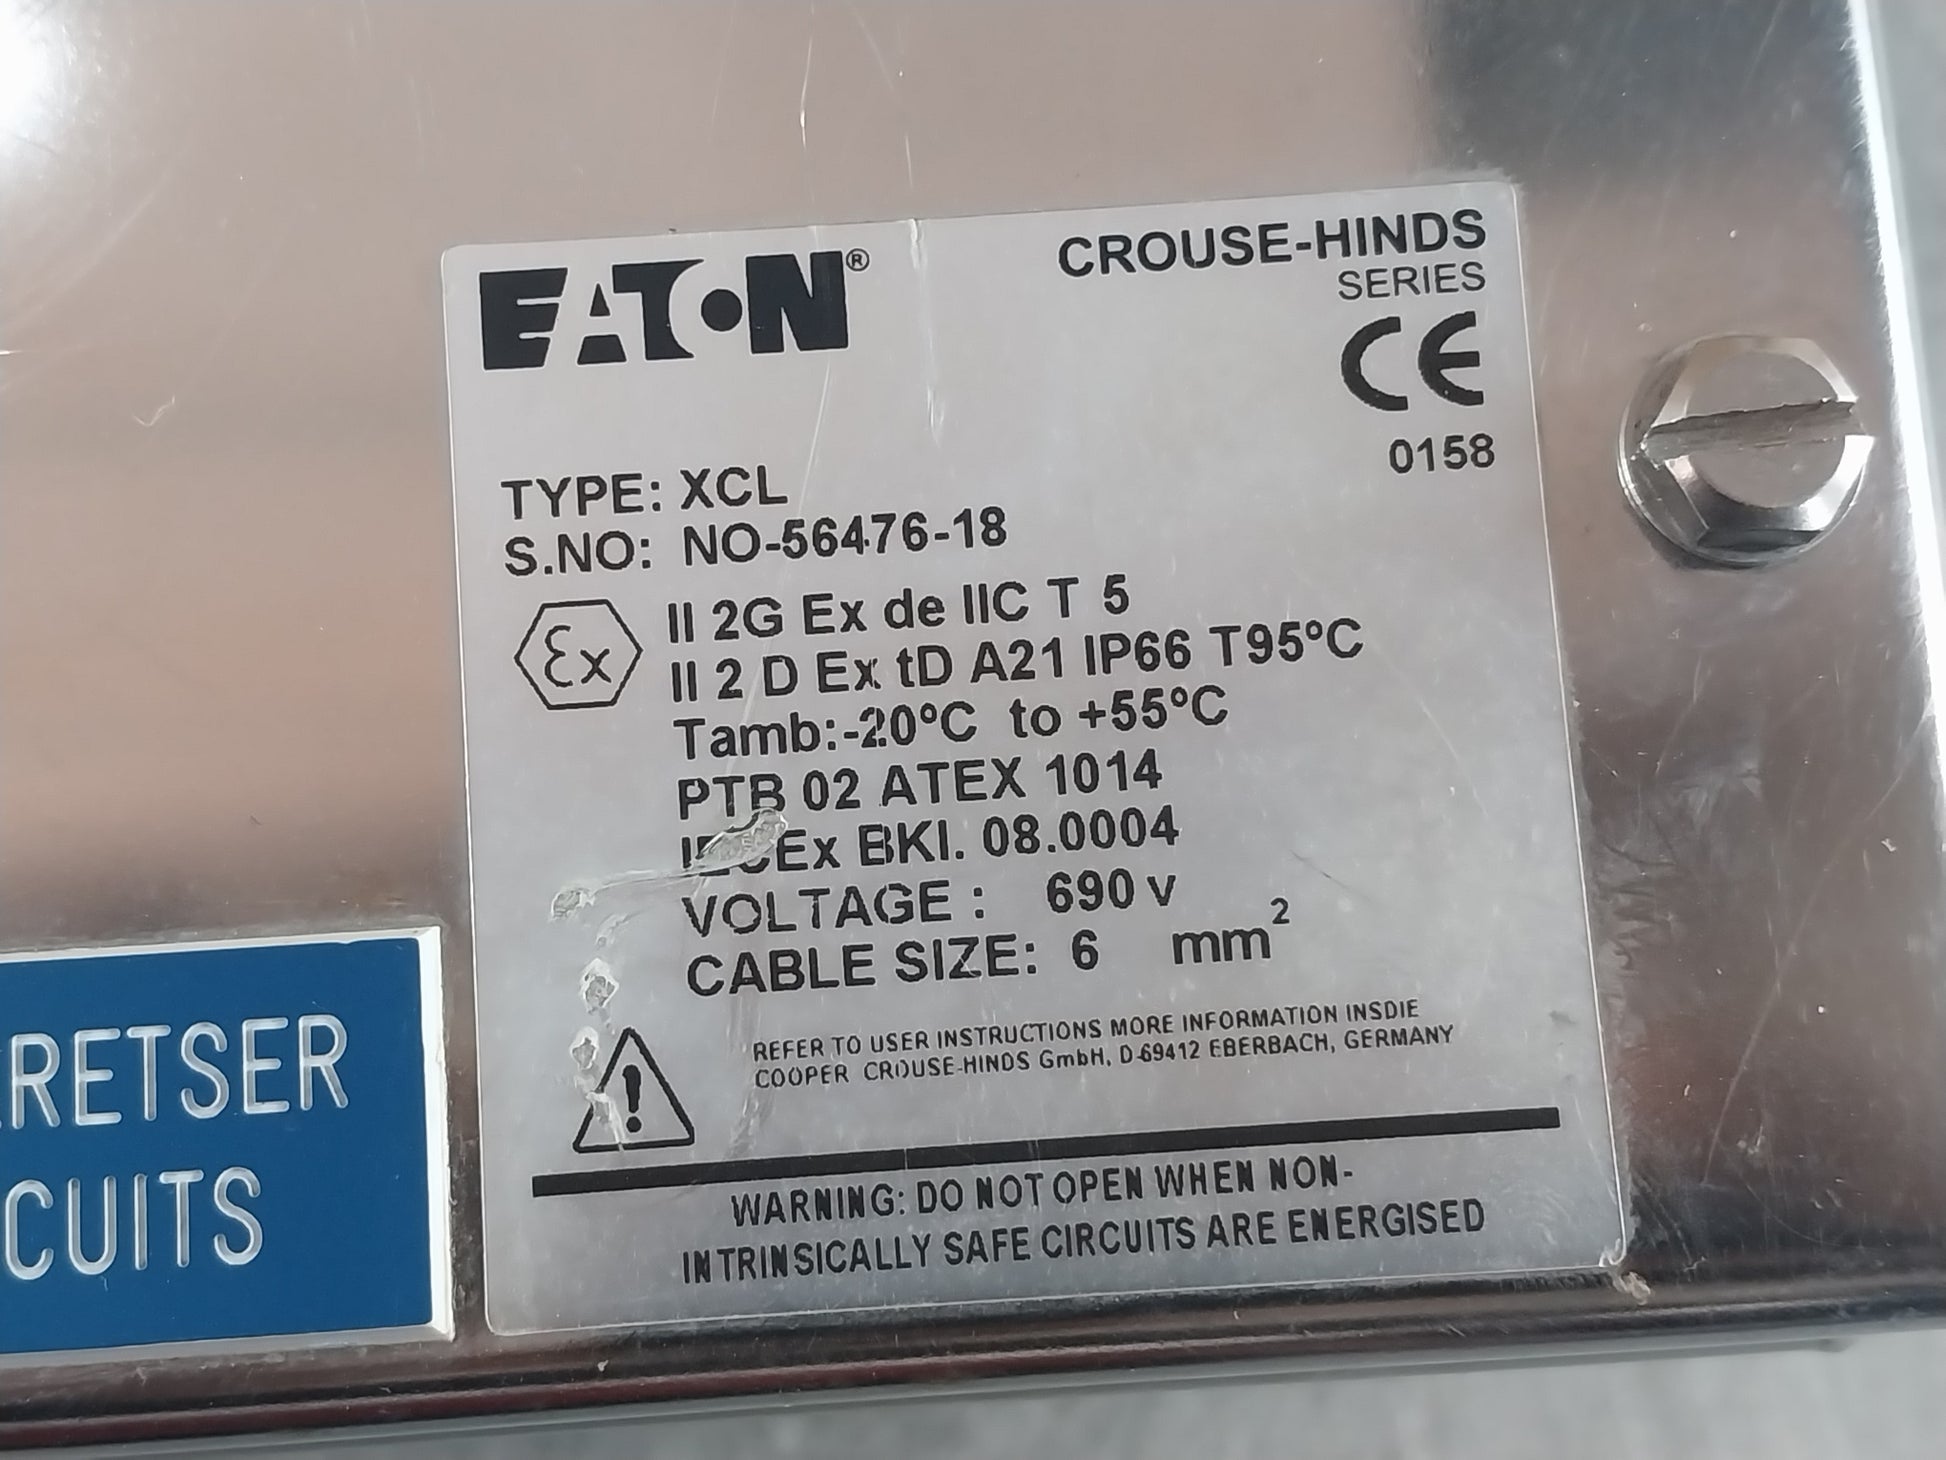 EATON®
CROUSE-HINDS
SERIES
CE
0158
TYPE: XCL
S.NO: NO-56476-18
Ex
II 2G Ex de IIC T 5
II 2 D Ex tD A21 IP66 T95°C
Tamb:-20°C to +55°C
PTB 02 ATEX 1014
IECEx BKI. 08.0004
VOLTAGE : 690 v
CABLE SIZE: 6 mm²
REFER TO USER INSTRUCTIONS MORE INFORMATION INSDIE
COOPER CROUSE-HINDS GmbH, D-69412 EBERBACH, GERMANY
WARNING: DO NOT OPEN WHEN NON-
INTRINSICALLY SAFE CIRCUITS ARE ENERGISED
RETSER
CUITS